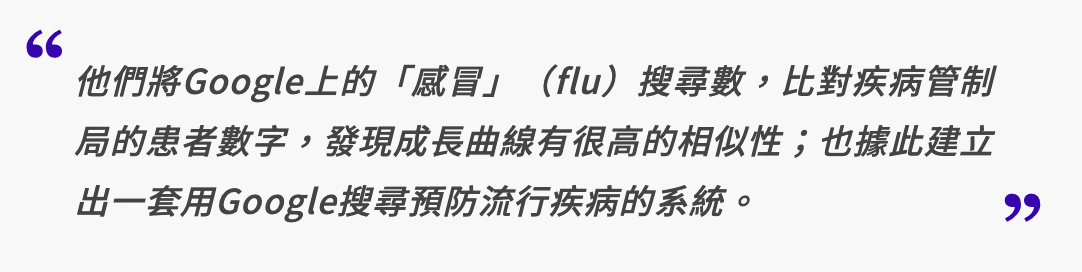 “
他們將Google上的「感冒」（flu）搜尋數，比對疾病管制
局的患者數字，發現成長曲線有很高的相似性；也據此建立
出一套用Google搜尋預防流行疾病的系統。
”